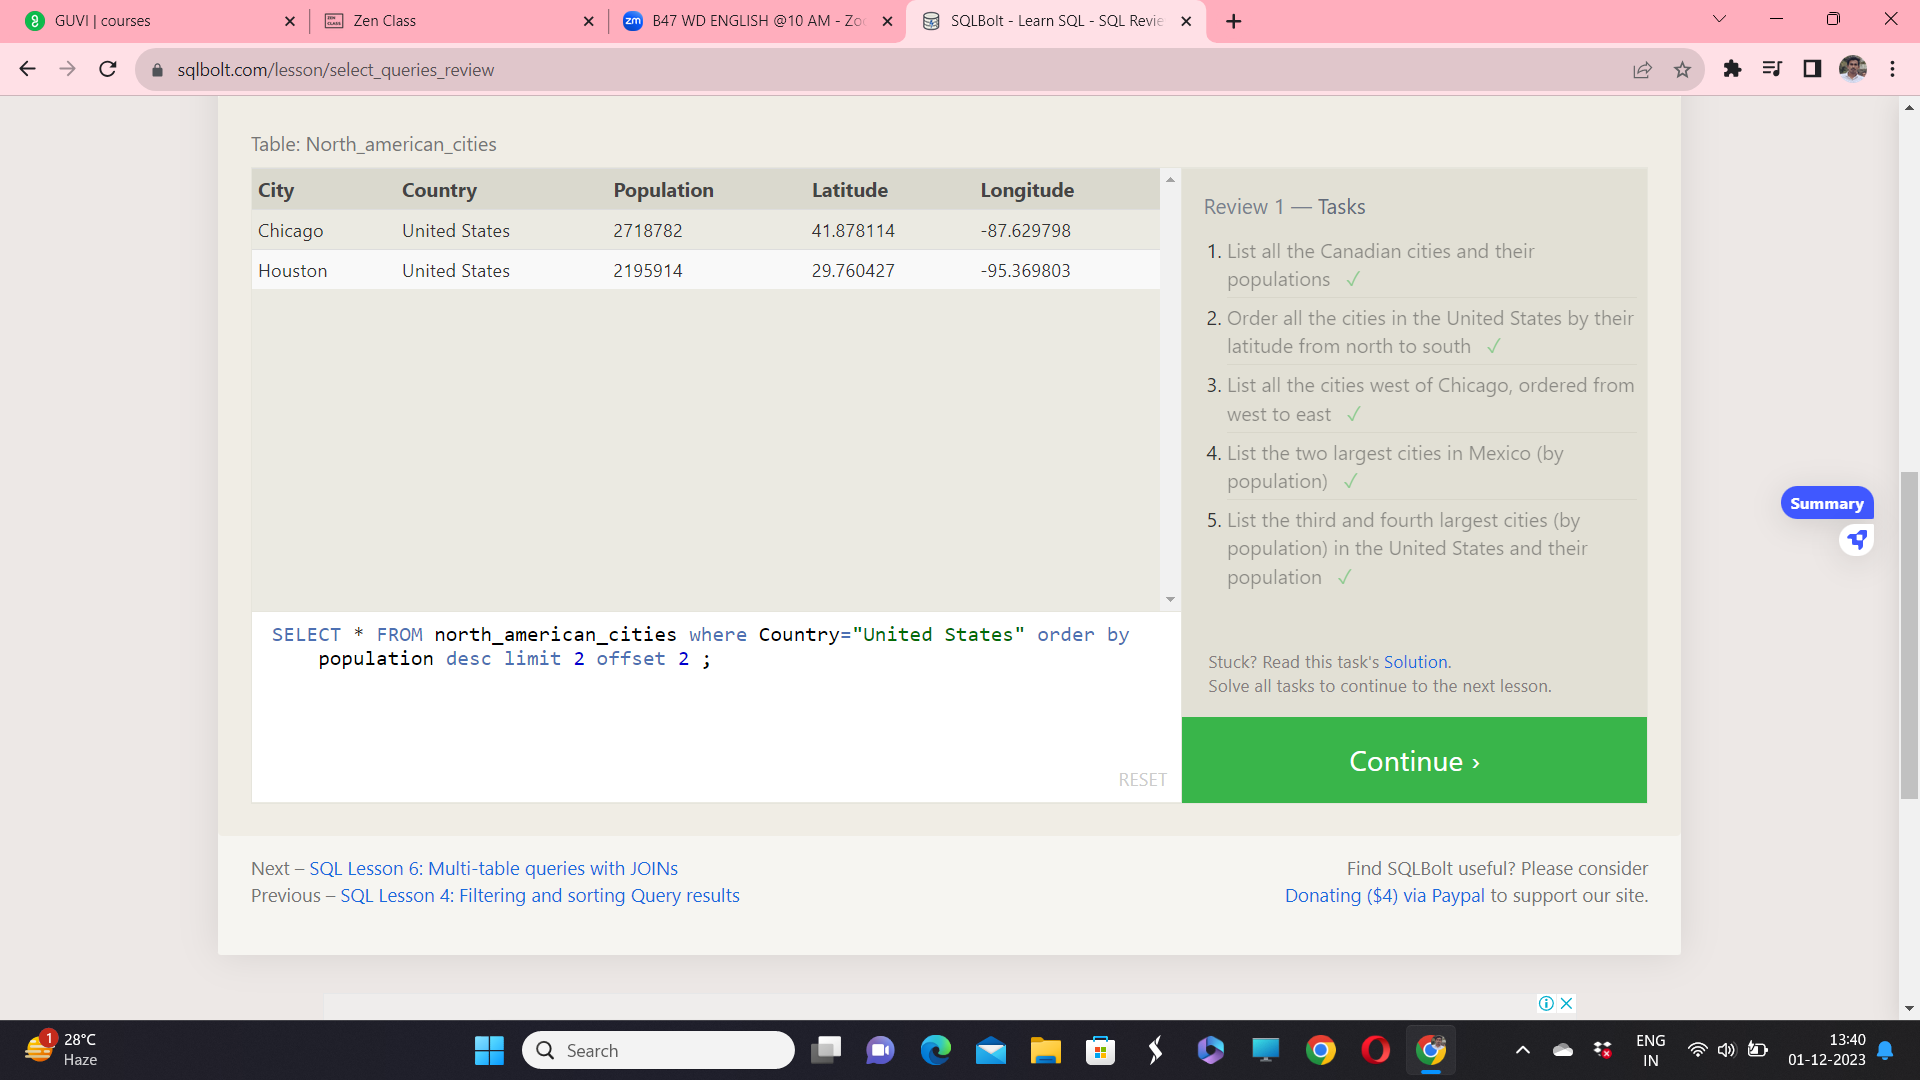 GUVI | courses
Zen Class
B47 WD ENGLISH @10 AM - Zo
SQLBolt - Learn SQL - SQL Revie
sqlbolt.com/lesson/select_queries_review
Table: North_american_cities
City Country Population Latitude Longitude
Chicago United States 2718782 41.878114 -87.629798
Houston United States 2195914 29.760427 -95.369803
Review 1 — Tasks
1. List all the Canadian cities and their
populations ✓
2. Order all the cities in the United States by their
latitude from north to south ✓
3. List all the cities west of Chicago, ordered from
west to east ✓
4. List the two largest cities in Mexico (by
population) ✓
5. List the third and fourth largest cities (by
population) in the United States and their
population ✓
Stuck? Read this task's Solution.
Solve all tasks to continue to the next lesson.
Continue ›
SELECT * FROM north_american_cities where Country="United States" order by
population desc limit 2 offset 2 ;
RESET
Summary
Next – SQL Lesson 6: Multi-table queries with JOINs
Previous – SQL Lesson 4: Filtering and sorting Query results
Find SQLBolt useful? Please consider
Donating ($4) via Paypal to support our site.
1
28°C
Haze
Search
ENG
IN
13:40
01-12-2023